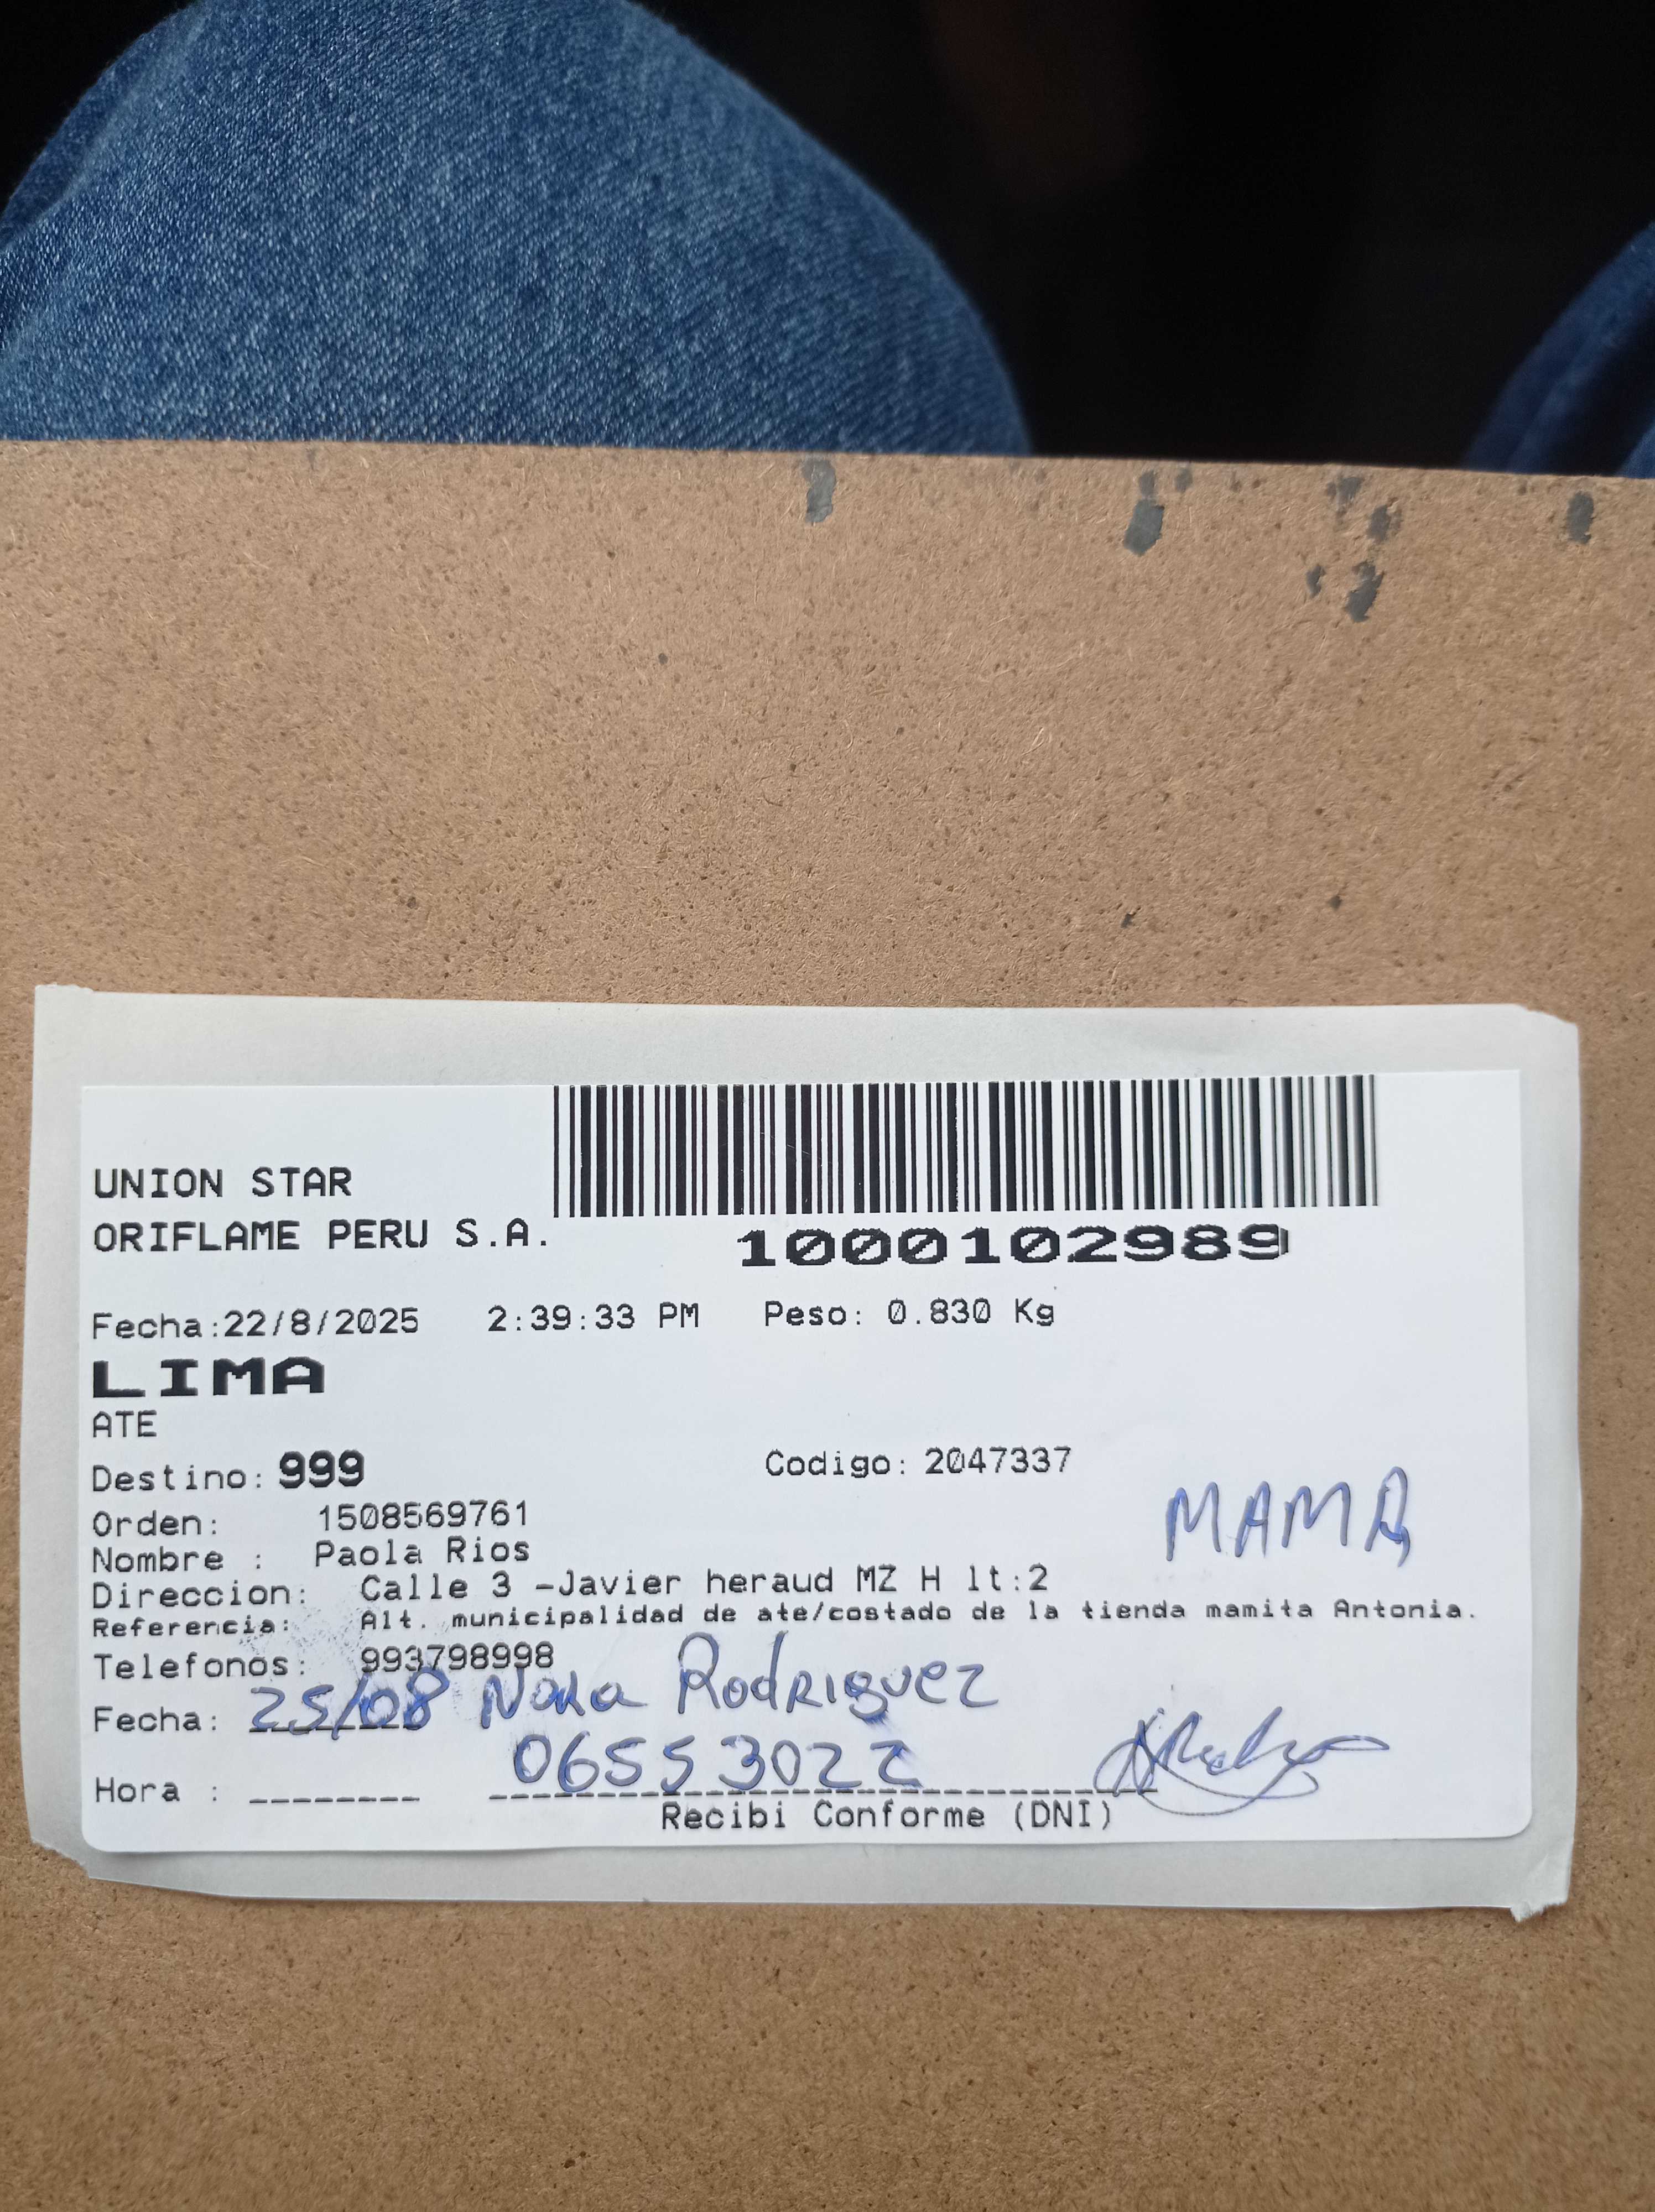 UNION STAR
ORIFLAME PERU S.A.
1000102989
Fecha:22/8/2025 2:39:33 PM Peso: 0.830 Kg
LIMA
ATE
Destino: 999 Codigo: 2047337
MAMA
Orden: 1508569761
Nombre : Paola Rios
Direccion: Calle 3 -Javier heraud MZ H lt:2
Referencia: Alt. municipalidad de ate/costado de la tienda mamita Antonia.
Telefonos: 993798998
Fecha: 25/08 Rodriguez
06553022
Hora :
Recibi Conforme (DNI)